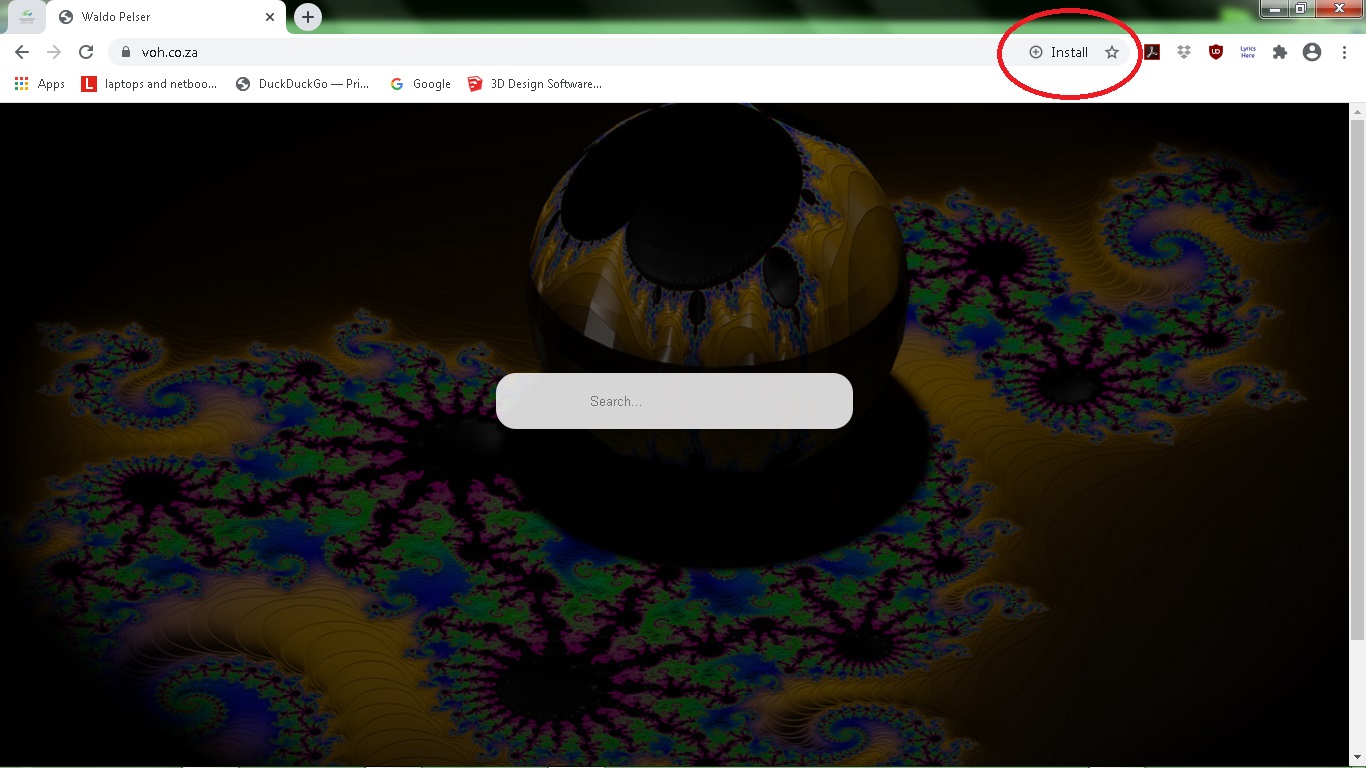 Waldo Pelser
voh.co.za
Install
Lyrics
Here
Apps
L
laptops and netboo...
DuckDuckGo — Pri...
Google
3D Design Software...
Search...